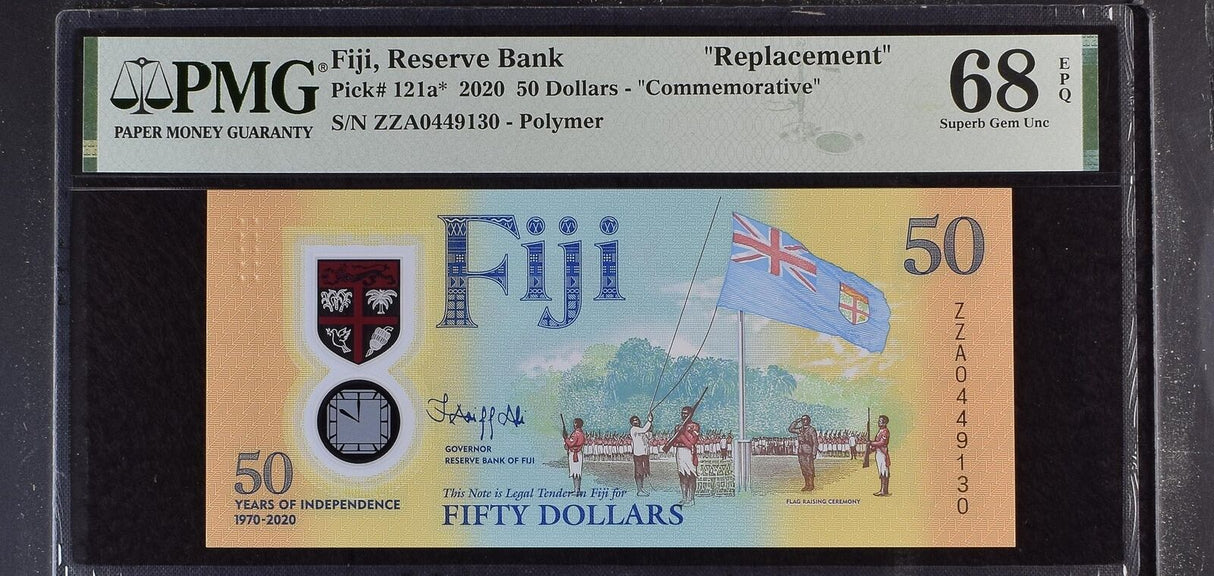 PMG®
PAPER MONEY GUARANTY
Fiji, Reserve Bank "Replacement"
Pick# 121a* 2020 50 Dollars - "Commemorative"
S/N ZZA0449130 - Polymer
68
EPQ
Superb Gem Unc
Fiji
50
ZZA0449130
GOVERNOR
RESERVE BANK OF FIJI
50
YEARS OF INDEPENDENCE
1970-2020
This Note is Legal Tender in Fiji for
FIFTY DOLLARS
FLAG RAISING CEREMONY